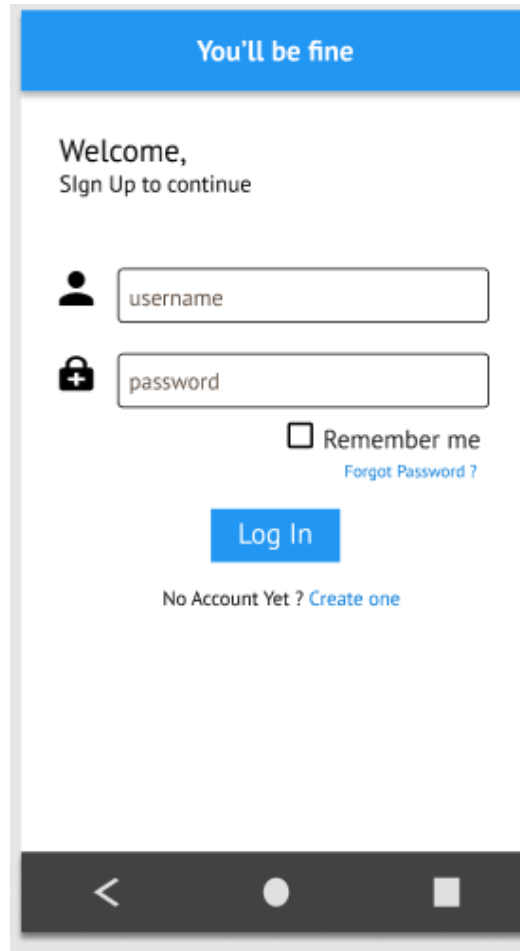 You'll be fine
Welcome,
SIgn Up to continue
username
password
Remember me
Forgot Password ?
Log In
No Account Yet ? Create one